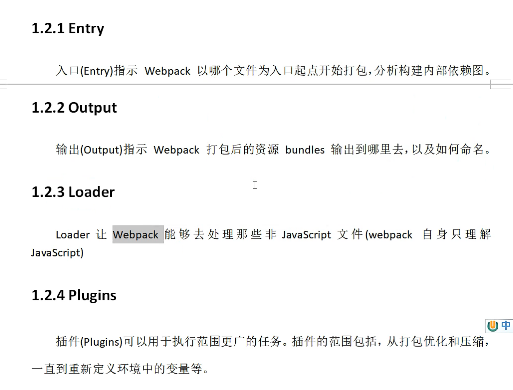 1.2.1 Entry
入口(Entry)指示 Webpack 以哪个文件为入口起点开始打包,分析构建内部依赖图。
1.2.2 Output
输出(Output)指示 Webpack 打包后的资源 bundles 输出到哪里去,以及如何命名。
1.2.3 Loader
Loader 让 Webpack 能够去处理那些非 JavaScript 文件(webpack 自身只理解
JavaScript)
1.2.4 Plugins
插件(Plugins)可以用于执行范围更广的任务。插件的范围包括,从打包优化和压缩,
一直到重新定义环境中的变量等。
中